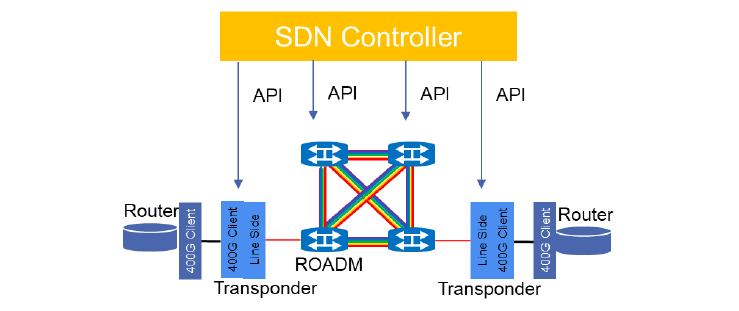 SDN Controller
API
API
API
API
Router
400G Client
400G Client
Line Side
ROADM
Transponder
Line Side
400G Client
400G Client
Router
Transponder